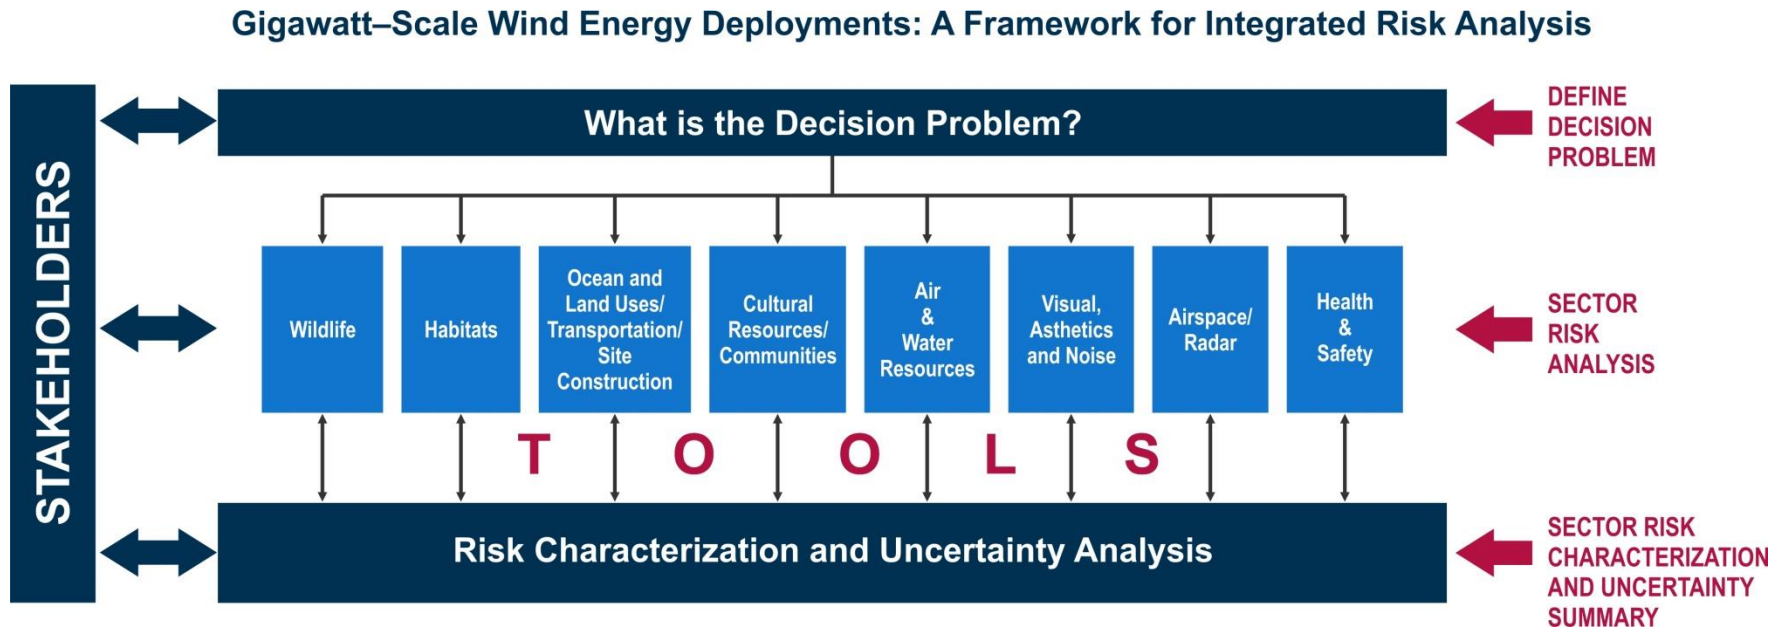 Gigawatt–Scale Wind Energy Deployments: A Framework for Integrated Risk Analysis
STAKEHOLDERS
What is the Decision Problem?
DEFINE
DECISION
PROBLEM
Wildlife
Habitats
Ocean and
Land Uses/
Transportation/
Site
Construction
Cultural
Resources/
Communities
Air
&
Water
Resources
Visual,
Asthetics
and Noise
Airspace/
Radar
Health
&
Safety
SECTOR
RISK
ANALYSIS
T O O L S
Risk Characterization and Uncertainty Analysis
SECTOR RISK
CHARACTERIZATION
AND UNCERTAINTY
SUMMARY